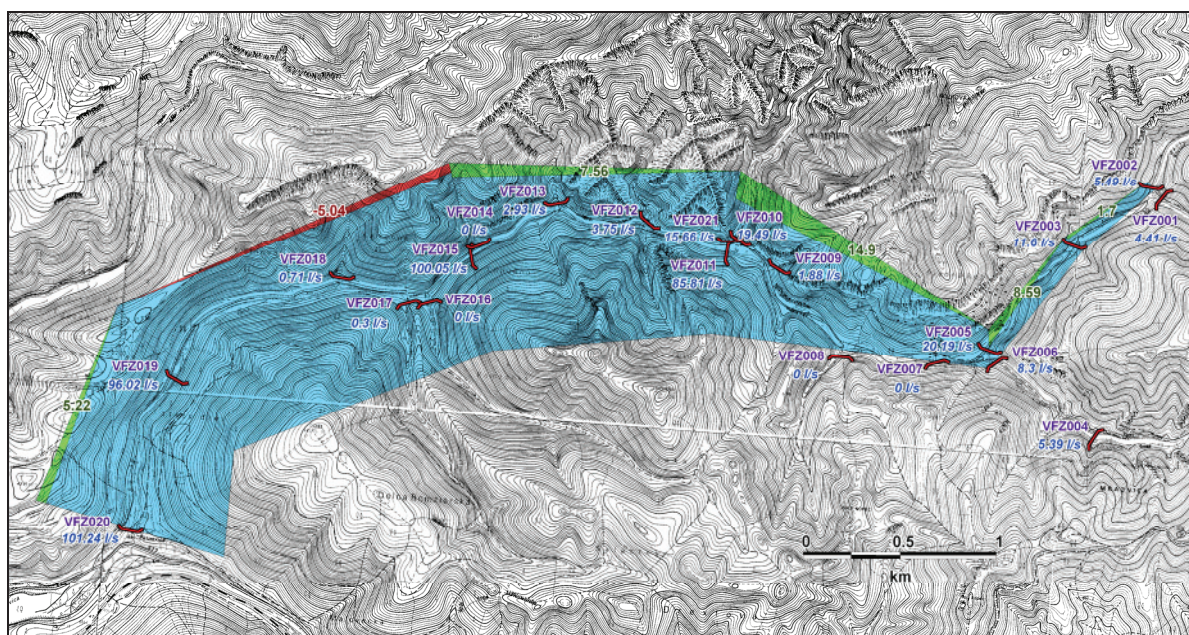 VFZ002
5.49 l/s
VFZ001
4.41 l/s
1.7
7.56
VFZ013
2.93 l/s
-5.04
VFZ014
0 l/s
VFZ012
3.75 l/s
VFZ021
15.66 l/s
VFZ010
19.49 l/s
VFZ003
VFZ015
100.05 l/s
14.9
VFZ018
0.71 l/s
VFZ011
85.81 l/s
VFZ009
1.88 l/s
8.59
VFZ017
0.3 l/s
VFZ016
0 l/s
VFZ005
20.19 l/s
VFZ008
0 l/s
VFZ006
8.3 l/s
VFZ007
0 l/s
VFZ019
96.02 l/s
5.22
VFZ004
5.39 l/s
VFZ020
101.24 l/s
0 0.5 1
km